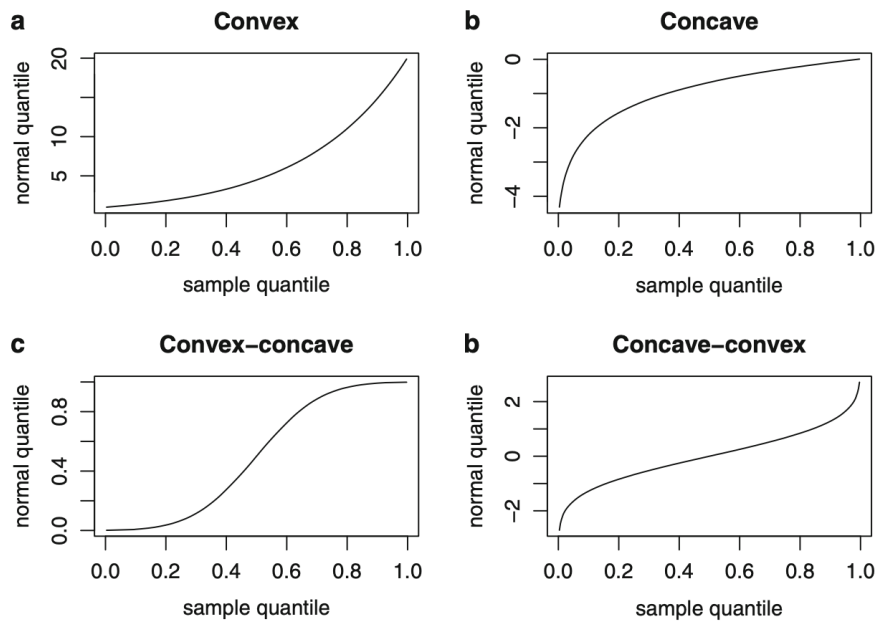 a Convex
normal quantile
20
10
5
0.0 0.2 0.4 0.6 0.8 1.0
sample quantile
b Concave
normal quantile
0
−2
−4
0.0 0.2 0.4 0.6 0.8 1.0
sample quantile
c Convex−concave
normal quantile
0.8
0.4
0.0
0.0 0.2 0.4 0.6 0.8 1.0
sample quantile
b Concave−convex
normal quantile
2
0
−2
0.0 0.2 0.4 0.6 0.8 1.0
sample quantile